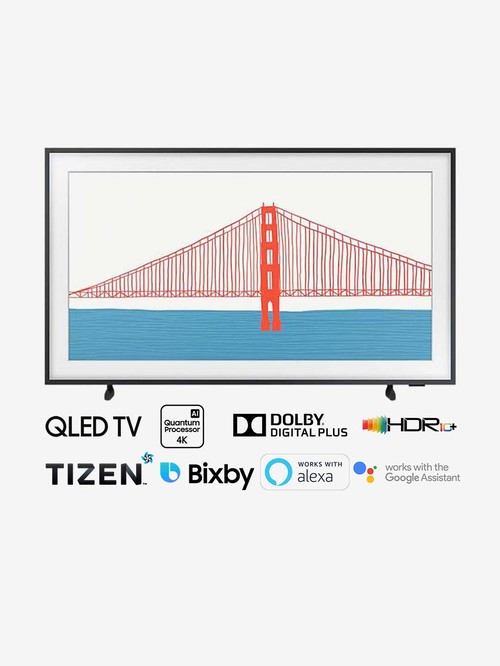 QLED TV
AI
Quantum
Processor
4K
DOLBY.
DIGITAL PLUS
HDR10+
TIZEN™
Bixby
WORKS WITH
alexa
works with the
Google Assistant